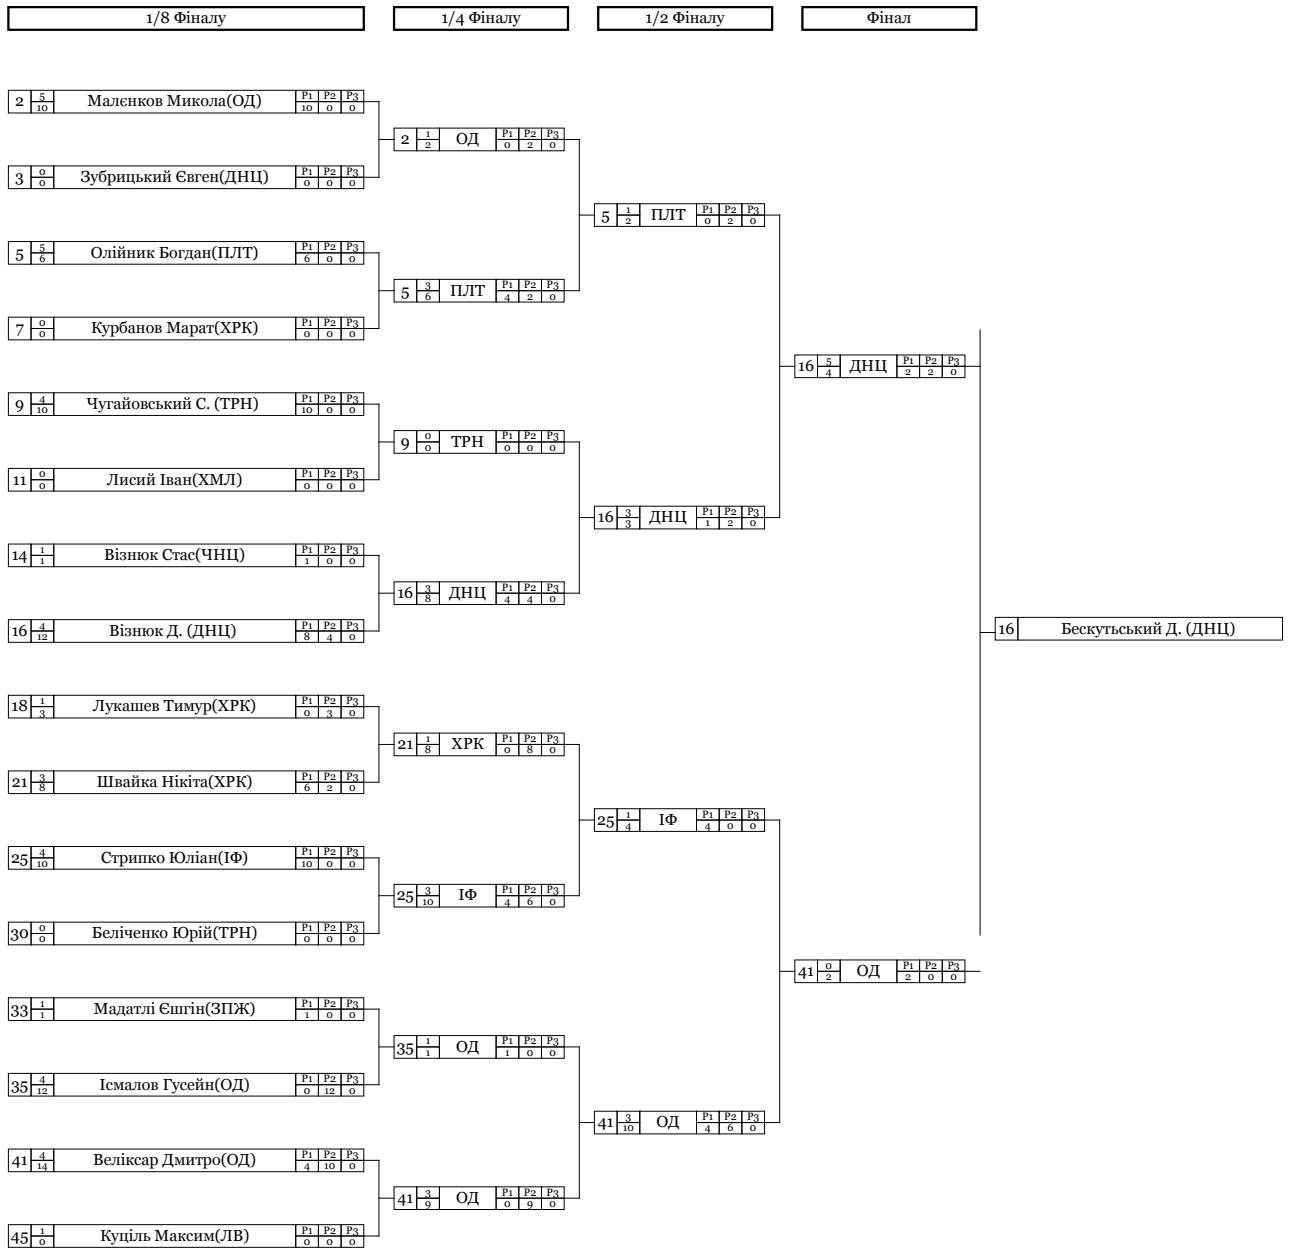 1/8 Фіналу 1/4 Фіналу 1/2 Фіналу Фінал
2 5 10 Малєнков Микола(ОД) P1 P2 P3 10 0 0
2 1 2 ОД P1 P2 P3 0 2 0
3 0 0 Зубрицький Євген(ДНЦ) P1 P2 P3 0 0 0
5 1 2 ПЛТ P1 P2 P3 0 2 0
5 5 6 Олійник Богдан(ПЛТ) P1 P2 P3 6 0 0
5 3 6 ПЛТ P1 P2 P3 4 2 0
7 0 0 Курбанов Марат(ХРК) P1 P2 P3 0 0 0
16 5 4 ДНЦ P1 P2 P3 2 2 0
9 4 10 Чугайовський С. (ТРН) P1 P2 P3 10 0 0
9 0 0 ТРН P1 P2 P3 0 0 0
11 0 0 Лисий Іван(ХМЛ) P1 P2 P3 0 0 0
16 3 3 ДНЦ P1 P2 P3 1 2 0
14 1 1 Візнюк Стас(ЧНЦ) P1 P2 P3 1 0 0
16 3 8 ДНЦ P1 P2 P3 4 4 0
16 4 12 Візнюк Д. (ДНЦ) P1 P2 P3 8 4 0
16 Бескутьський Д. (ДНЦ)
18 1 3 Лукашев Тимур(ХРК) P1 P2 P3 0 3 0
21 1 8 ХРК P1 P2 P3 0 8 0
21 3 8 Швайка Нікіта(ХРК) P1 P2 P3 6 2 0
25 1 4 ІФ P1 P2 P3 4 0 0
25 4 10 Стрипко Юліан(ІФ) P1 P2 P3 10 0 0
25 3 10 ІФ P1 P2 P3 4 6 0
30 0 0 Беліченко Юрій(ТРН) P1 P2 P3 0 0 0
41 0 2 ОД P1 P2 P3 2 0 0
33 1 1 Мадатлі Єшгін(ЗПЖ) P1 P2 P3 1 0 0
35 1 1 ОД P1 P2 P3 1 0 0
35 4 12 Ісмалов Гусейн(ОД) P1 P2 P3 0 12 0
41 3 10 ОД P1 P2 P3 4 6 0
41 4 14 Веліксар Дмитро(ОД) P1 P2 P3 4 10 0
41 3 9 ОД P1 P2 P3 0 9 0
45 1 0 Куціль Максим(ЛВ) P1 P2 P3 0 0 0